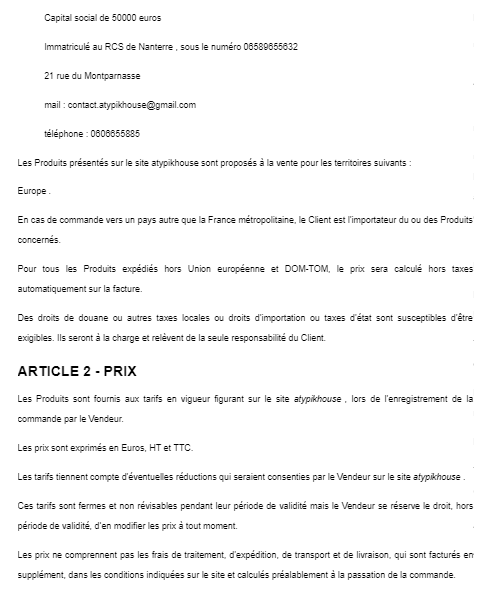 Capital social de 50000 euros
Immatriculé au RCS de Nanterre , sous le numéro 06589655632
21 rue du Montparnasse
mail : contact.atypikhouse@gmail.com
téléphone : 0606655885
Les Produits présentés sur le site atypikhouse sont proposés à la vente pour les territoires suivants :
Europe .
En cas de commande vers un pays autre que la France métropolitaine, le Client est l'importateur du ou des Produits
concernés.
Pour tous les Produits expédiés hors Union européenne et DOM-TOM, le prix sera calculé hors taxes
automatiquement sur la facture.
Des droits de douane ou autres taxes locales ou droits d'importation ou taxes d'état sont susceptibles d'être
exigibles. Ils seront à la charge et relèvent de la seule responsabilité du Client.
ARTICLE 2 - PRIX
Les Produits sont fournis aux tarifs en vigueur figurant sur le site atypikhouse , lors de l'enregistrement de la
commande par le Vendeur.
Les prix sont exprimés en Euros, HT et TTC.
Les tarifs tiennent compte d'éventuelles réductions qui seraient consenties par le Vendeur sur le site atypikhouse .
Ces tarifs sont fermes et non révisables pendant leur période de validité mais le Vendeur se réserve le droit, hors
période de validité, d'en modifier les prix à tout moment.
Les prix ne comprennent pas les frais de traitement, d'expédition, de transport et de livraison, qui sont facturés en
supplément, dans les conditions indiquées sur le site et calculés préalablement à la passation de la commande.